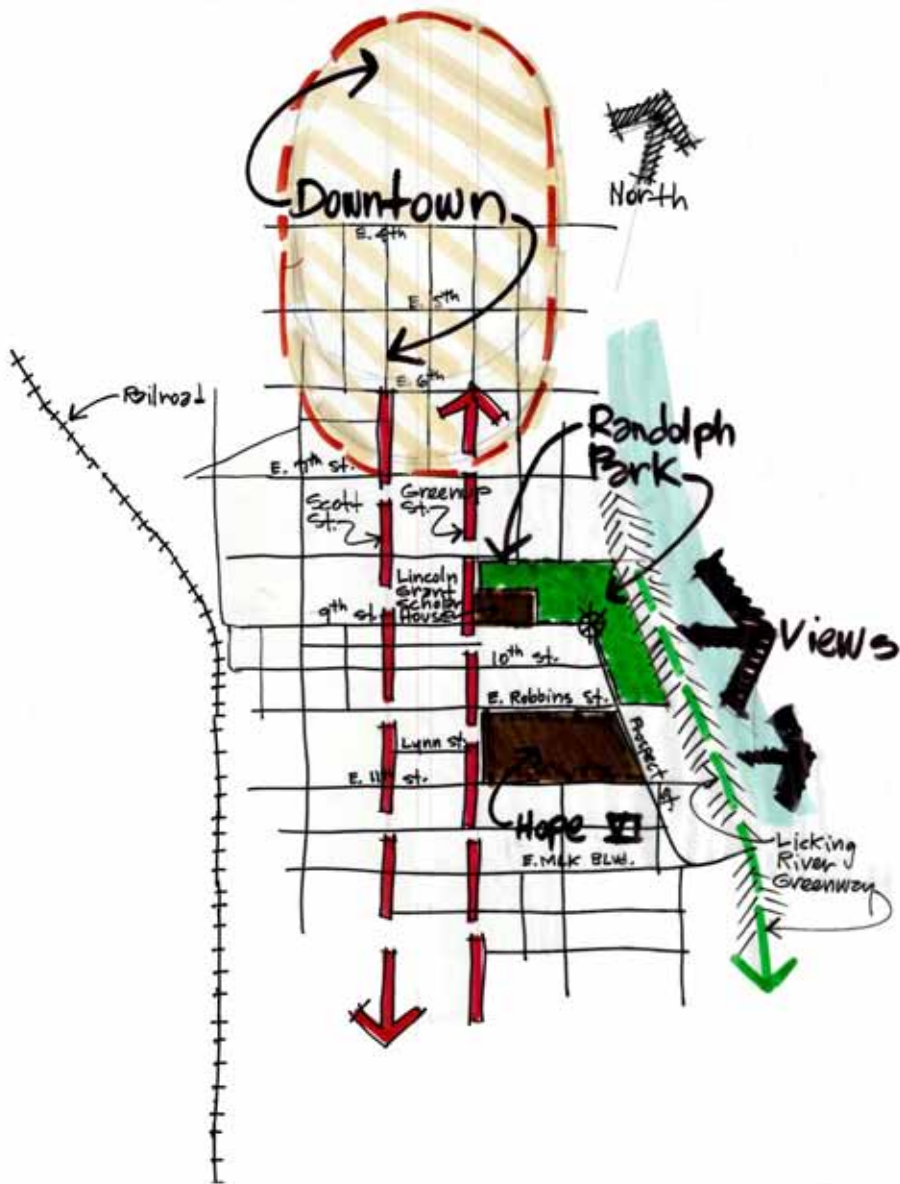 Downtown
North
E. 4th
E. 5th
E. 6th
Railroad
Randolph
Park
E. 7th St.
Scott
St.
Greenup
St.
Lincoln
Grant
Scholar
House
9th St.
Views
10th St.
E. Robbins St.
Lynn St.
Prospect St.
E. 11th St.
Hope VI
E. MLK BLVD.
Licking
River
Greenway